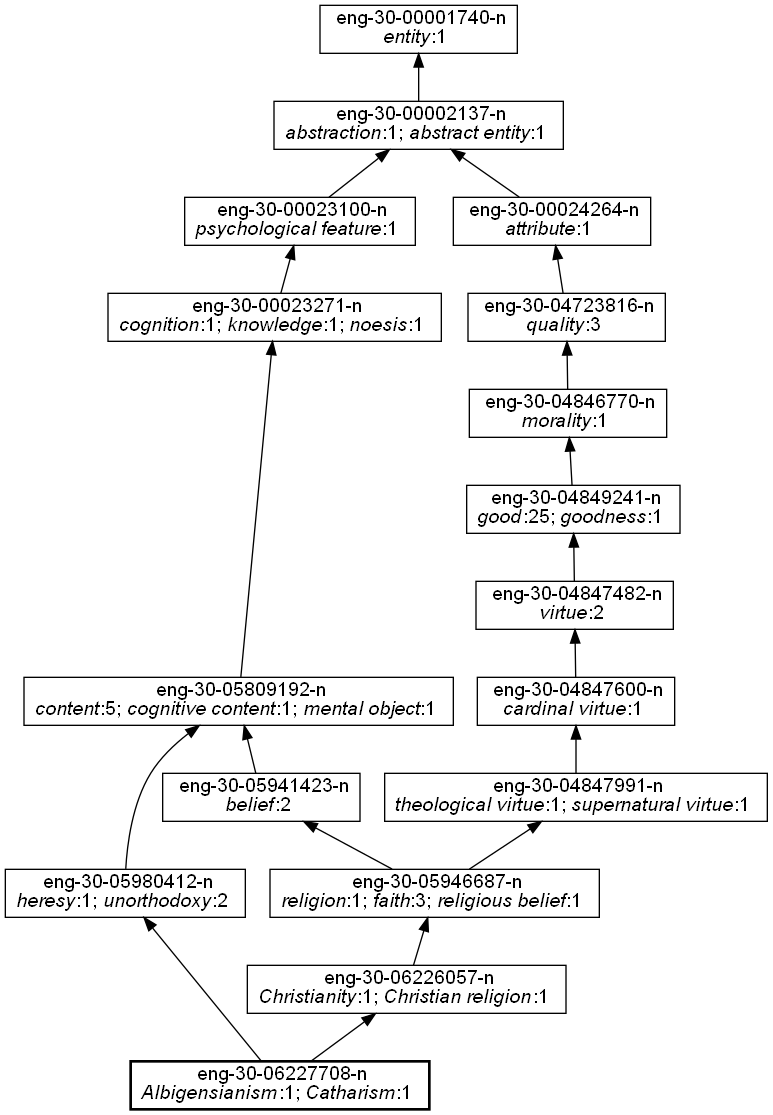 eng-30-00001740-n
entity:1
eng-30-00002137-n
abstraction:1; abstract entity:1
eng-30-00023100-n
psychological feature:1
eng-30-00024264-n
attribute:1
eng-30-00023271-n
cognition:1; knowledge:1; noesis:1
eng-30-04723816-n
quality:3
eng-30-04846770-n
morality:1
eng-30-04849241-n
good:25; goodness:1
eng-30-04847482-n
virtue:2
eng-30-05809192-n
content:5; cognitive content:1; mental object:1
eng-30-04847600-n
cardinal virtue:1
eng-30-05941423-n
belief:2
eng-30-04847991-n
theological virtue:1; supernatural virtue:1
eng-30-05980412-n
heresy:1; unorthodoxy:2
eng-30-05946687-n
religion:1; faith:3; religious belief:1
eng-30-06226057-n
Christianity:1; Christian religion:1
eng-30-06227708-n
Albigensianism:1; Catharism:1